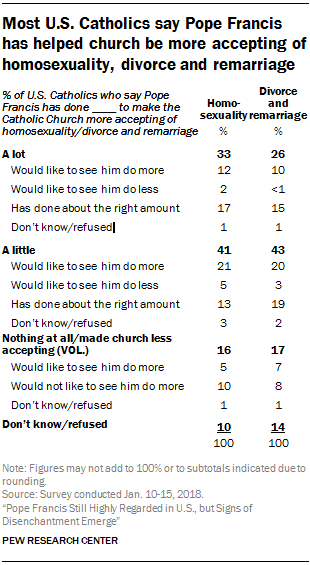 Most U.S. Catholics say Pope Francis
has helped church be more accepting of
homosexuality, divorce and remarriage
% of U.S. Catholics who say Pope
Francis has done ____ to make the
Catholic Church more accepting of
homosexuality/divorce and remarriage
Homo-
sexuality
Divorce
and
remarriage
% %
A lot 33 26
Would like to see him do more 12 10
Would like to see him do less 2 <1
Has done about the right amount 17 15
Don't know/refused 1 1
A little 41 43
Would like to see him do more 21 20
Would like to see him do less 5 3
Has done about the right amount 13 19
Don't know/refused 3 2
Nothing at all/made church less
accepting (VOL.) 16 17
Would like to see him do more 5 7
Would not like to see him do more 10 8
Don't know/refused 1 1
Don't know/refused 10 14
100 100
Note: Figures may not add to 100% or to subtotals indicated due to
rounding.
Source: Survey conducted Jan. 10-15, 2018.
"Pope Francis Still Highly Regarded in U.S., but Signs of
Disenchantment Emerge"
PEW RESEARCH CENTER